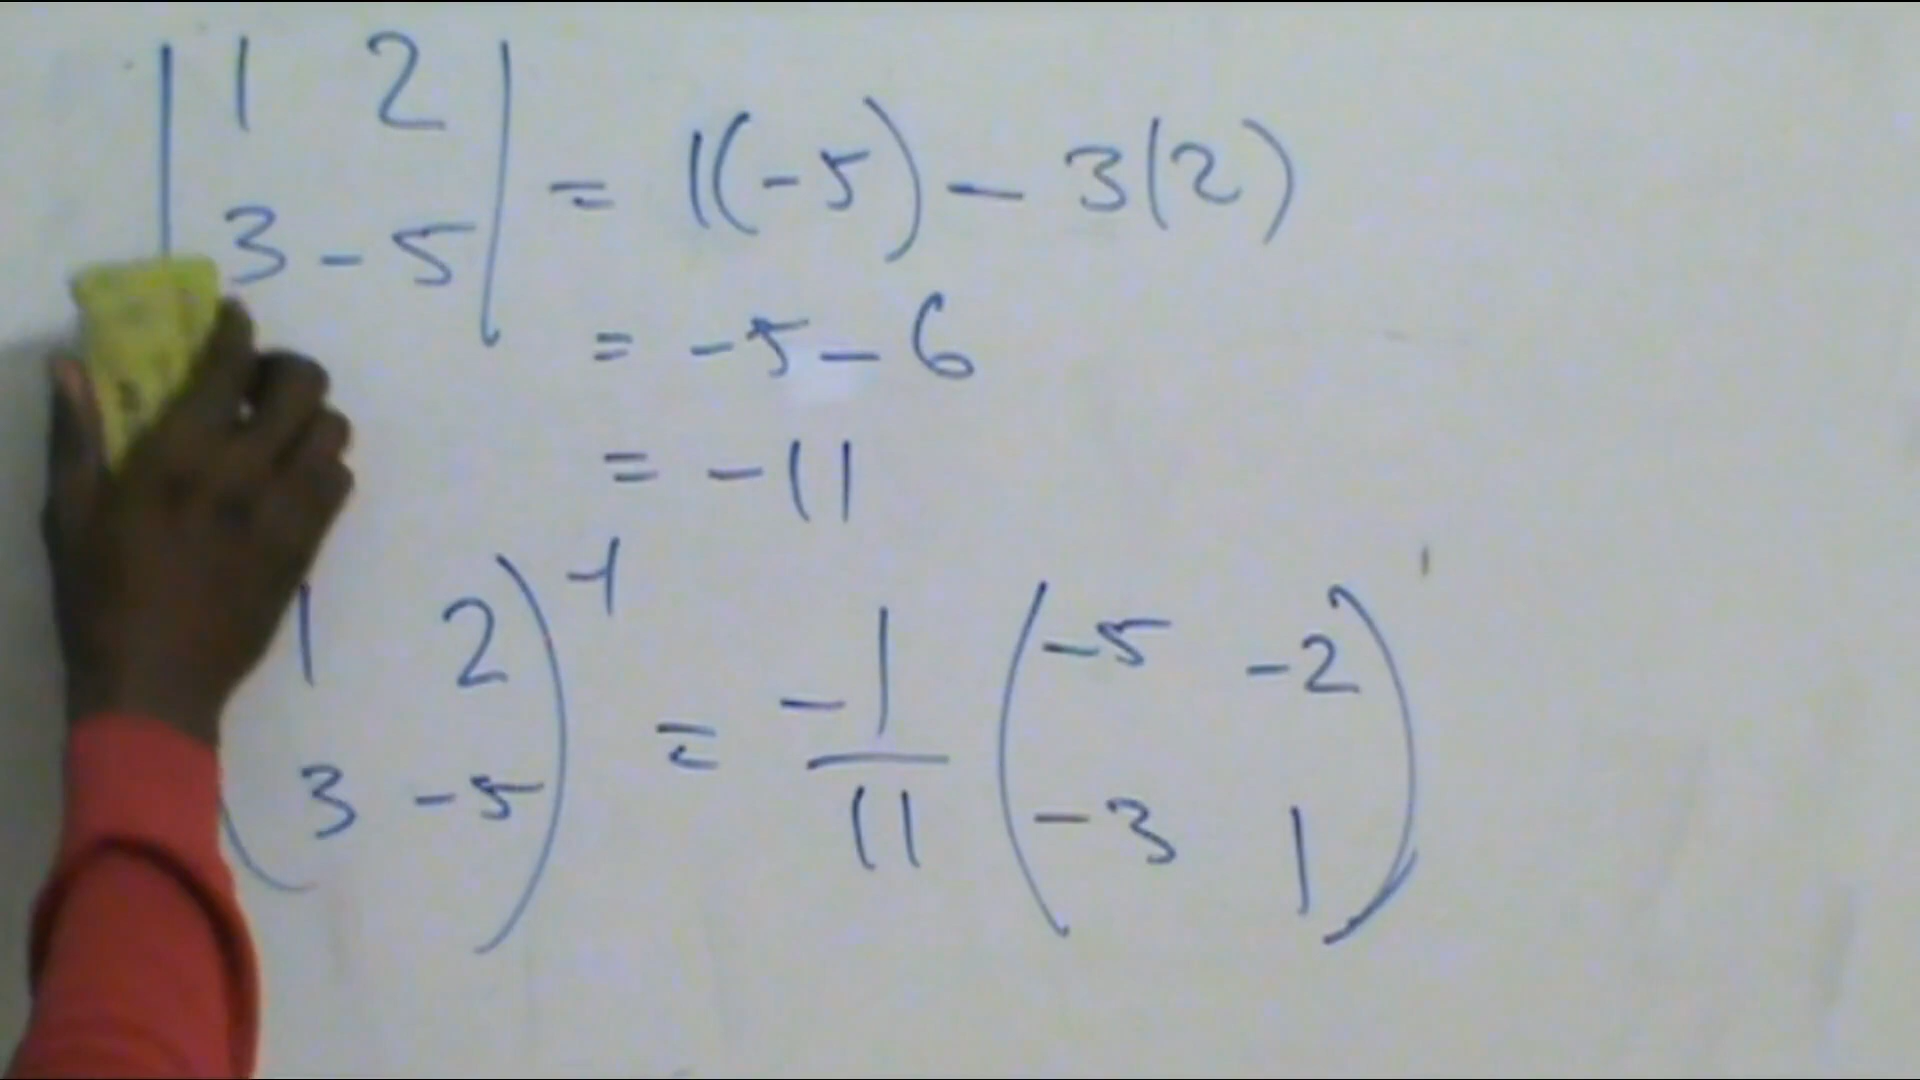 | 1 2 |
| 3 -5 | = 1(-5) - 3(2)
= -5 - 6
= -11
( 1 2 )⁻¹ = -1/11 ( -5 -2 )
( 3 -5 ) ( -3 1 )